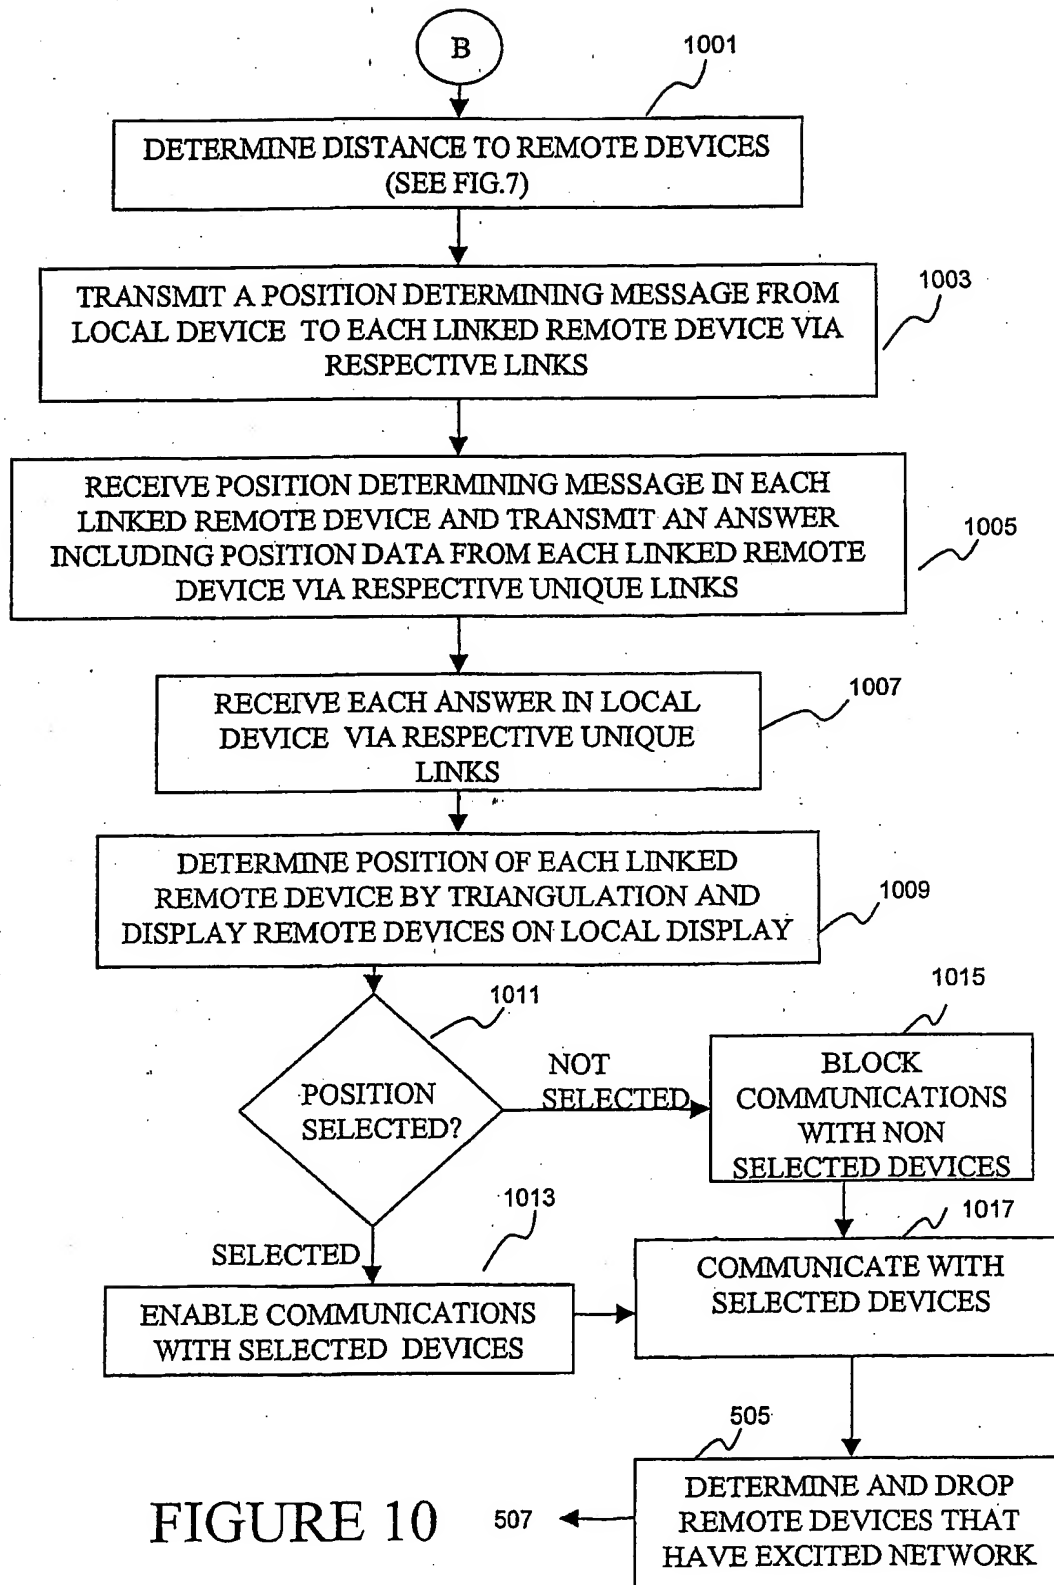 B
1001
DETERMINE DISTANCE TO REMOTE DEVICES
(SEE FIG.7)
1003
TRANSMIT A POSITION DETERMINING MESSAGE FROM
LOCAL DEVICE TO EACH LINKED REMOTE DEVICE VIA
RESPECTIVE LINKS
1005
RECEIVE POSITION DETERMINING MESSAGE IN EACH
LINKED REMOTE DEVICE AND TRANSMIT AN ANSWER
INCLUDING POSITION DATA FROM EACH LINKED REMOTE
DEVICE VIA RESPECTIVE UNIQUE LINKS
1007
RECEIVE EACH ANSWER IN LOCAL
DEVICE VIA RESPECTIVE UNIQUE
LINKS
1009
DETERMINE POSITION OF EACH LINKED
REMOTE DEVICE BY TRIANGULATION AND
DISPLAY REMOTE DEVICES ON LOCAL DISPLAY
1011
POSITION
SELECTED?
NOT
SELECTED
1015
BLOCK
COMMUNICATIONS
WITH NON
SELECTED DEVICES
SELECTED
1013
ENABLE COMMUNICATIONS
WITH SELECTED DEVICES
1017
COMMUNICATE WITH
SELECTED DEVICES
505
DETERMINE AND DROP
REMOTE DEVICES THAT
HAVE EXCITED NETWORK
507
FIGURE 10